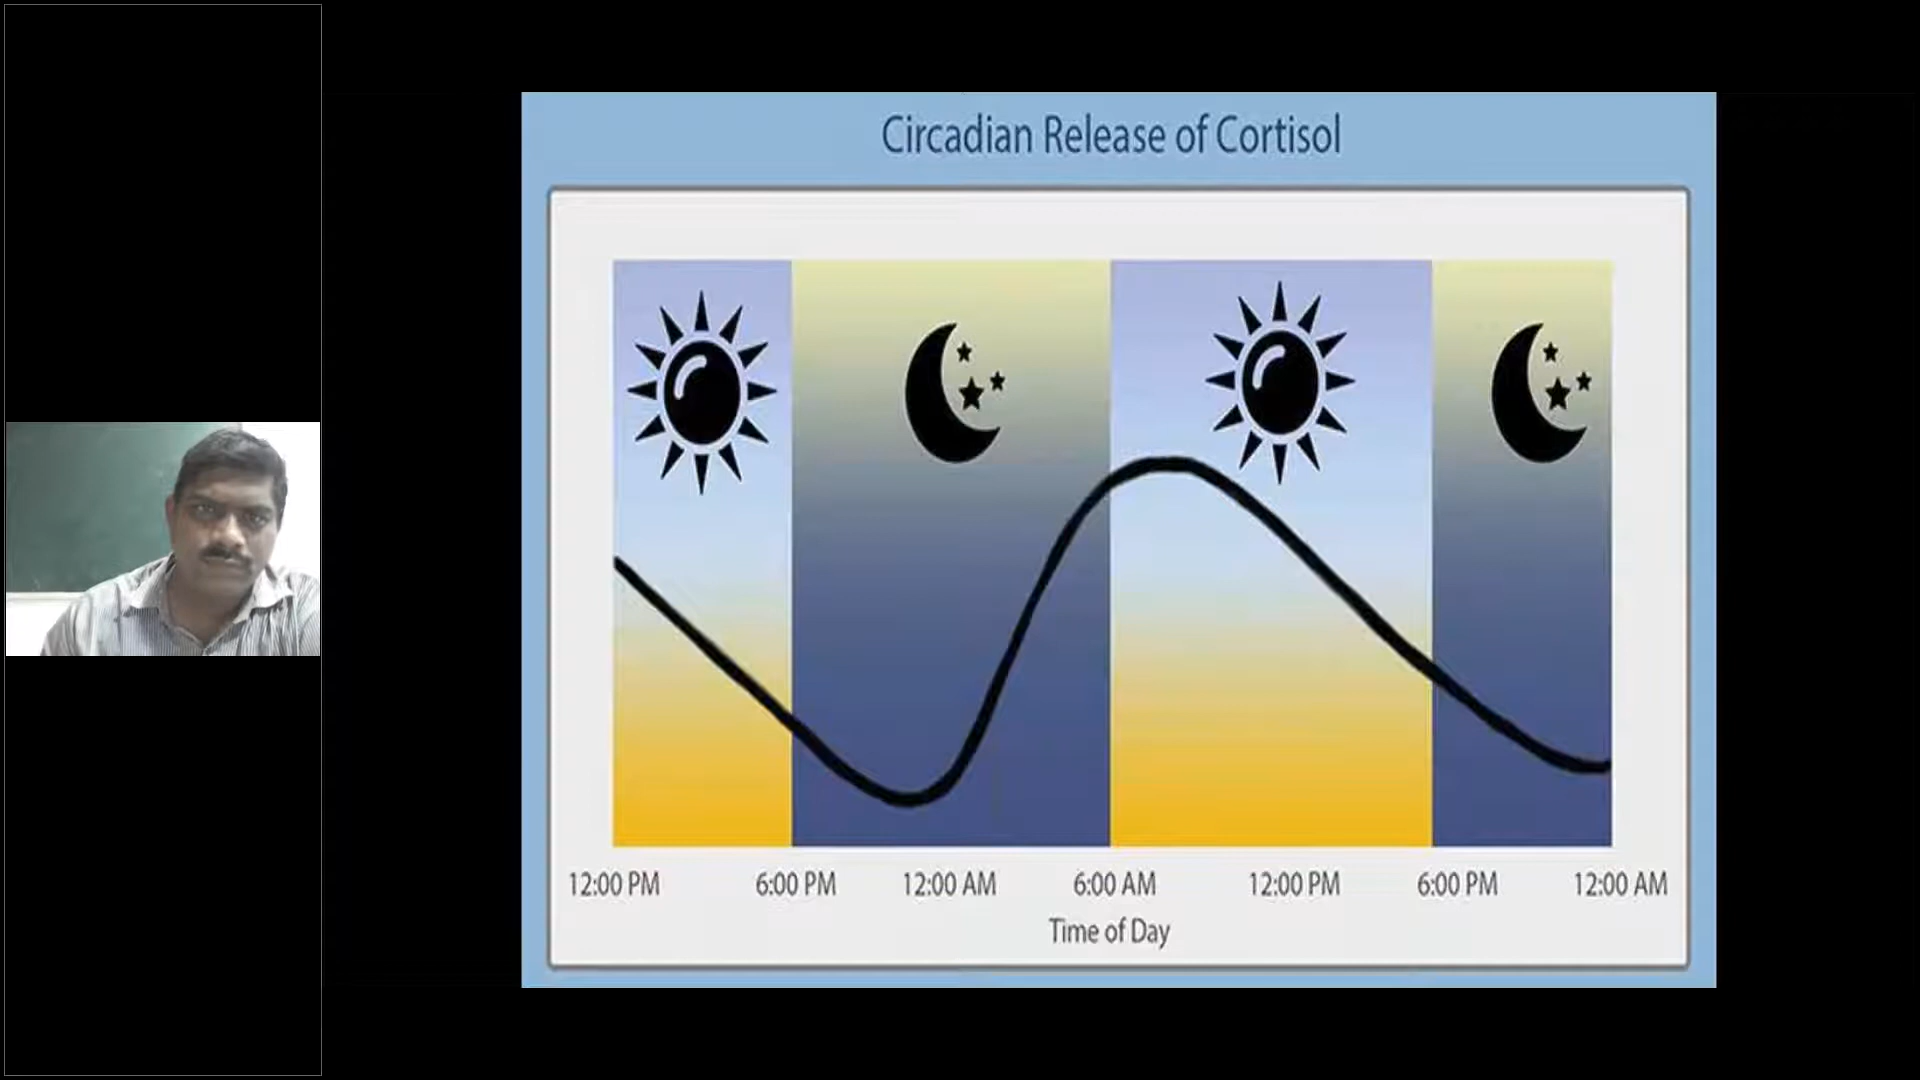 Circadian Release of Cortisol
12:00 PM 6:00 PM 12:00 AM 6:00 AM 12:00 PM 6:00 PM 12:00 AM
Time of Day